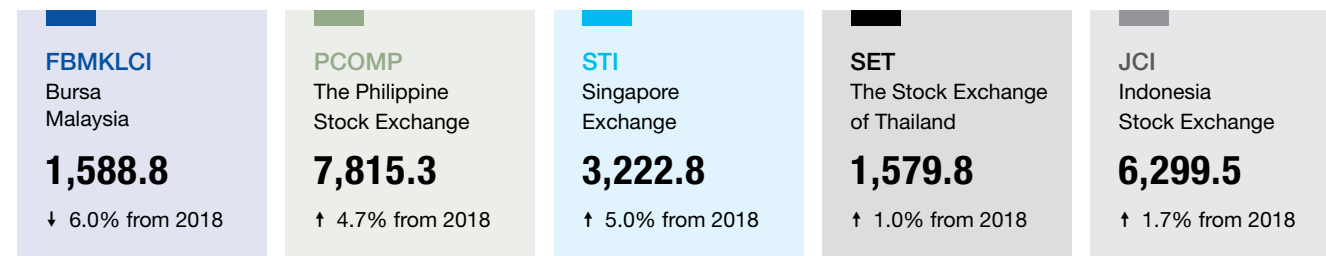 FBMKLCI
Bursa
Malaysia
1,588.8
↓ 6.0% from 2018
PCOMP
The Philippine
Stock Exchange
7,815.3
↑ 4.7% from 2018
STI
Singapore
Exchange
3,222.8
↑ 5.0% from 2018
SET
The Stock Exchange
of Thailand
1,579.8
↑ 1.0% from 2018
JCI
Indonesia
Stock Exchange
6,299.5
↑ 1.7% from 2018